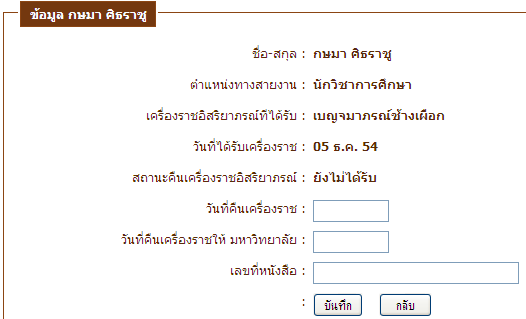 ข้อมูล กษมา ศิธราชู
ชื่อ-สกุล : กษมา ศิธราชู
ตำแหน่งทางสายงาน : นักวิชาการศึกษา
เครื่องราชอิสริยาภรณ์ที่ได้รับ : เบญจมาภรณ์ช้างเผือก
วันที่ได้รับเครื่องราช : 05 ธ.ค. 54
สถานะคืนเครื่องราชอิสริยาภรณ์ : ยังไม่ได้รับ
วันที่คืนเครื่องราช :
วันที่คืนเครื่องราชให้ มหาวิทยาลัย :
เลขที่หนังสือ :
: บันทึก กลับ